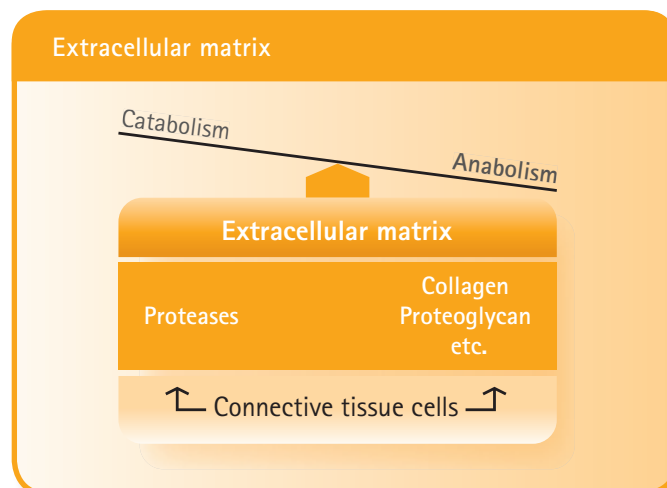 Extracellular matrix
Catabolism
Anabolism
Extracellular matrix
Proteases
Collagen
Proteoglycan
etc.
Connective tissue cells